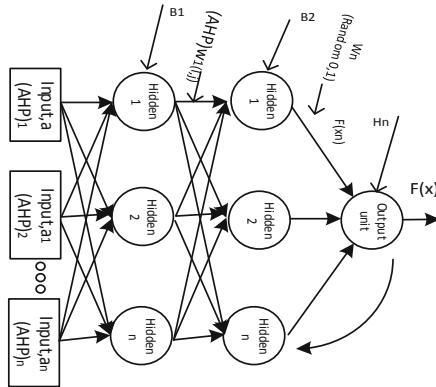 B1
B2
(AHP)W1(i,j)
Wn
(Random 0,1)
Input,a
(AHP)1
Hidden
1
Hidden
1
F(xn)
Hn
Input,a1
(AHP)2
Hidden
2
Hidden
2
Output
unit
F(x)
Input,an
(AHP)n
Hidden
n
Hidden
n